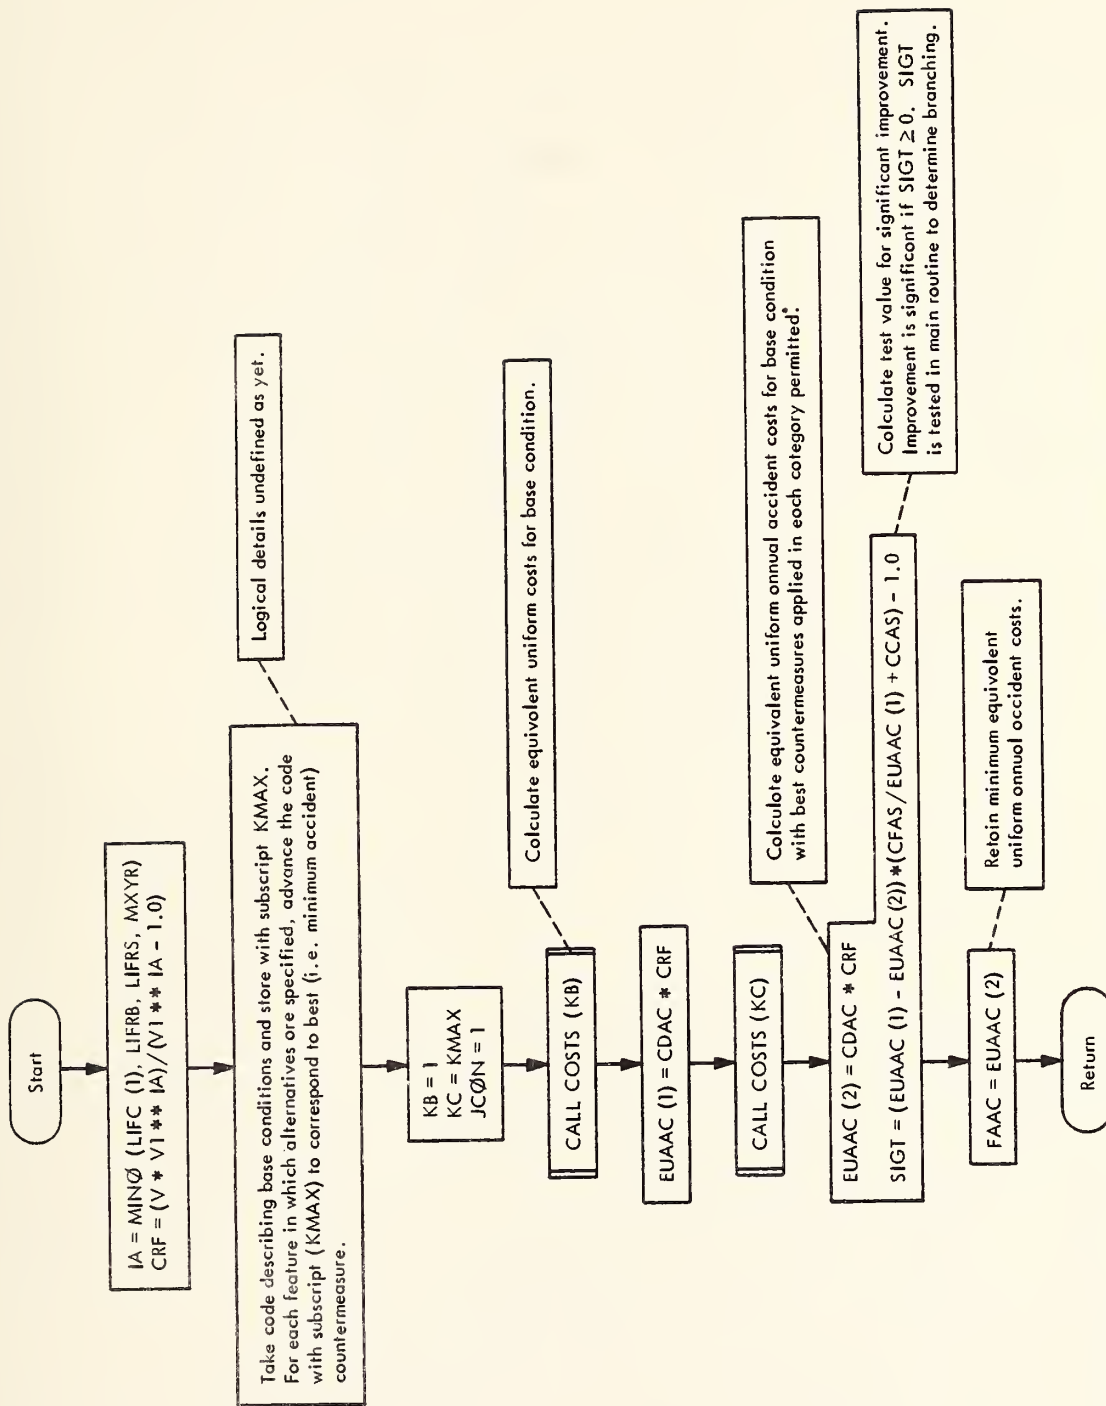 Start
IA = MINØ (LIFC (1), LIFRB, LIFRS, MXYR)
CRF = (V * V1 ** IA)/(V1 ** IA - 1.0)
Take code describing base conditions and store with subscript KMAX.
For each feature in which alternatives are specified, advance the code
with subscript (KMAX) to correspond to best (i.e. minimum accident)
countermeasure.
Logical details undefined as yet.
KB = 1
KC = KMAX
JCØN = 1
CALL COSTS (KB)
Calculate equivalent uniform costs for base condition.
EUAAC (1) = CDAC * CRF
CALL COSTS (KC)
EUAAC (2) = CDAC * CRF
SIGT = (EUAAC (1) - EUAAC (2)) *(CFAS/EUAAC (1) + CCAS) - 1.0
Calculate equivalent uniform annual accident costs for base condition
with best countermeasures applied in each category permitted.
Calculate test value for significant improvement.
Improvement is significant if SIGT ≥ 0. SIGT
is tested in main routine to determine branching.
FAAC = EUAAC (2)
Retain minimum equivalent
uniform annual accident costs.
Return